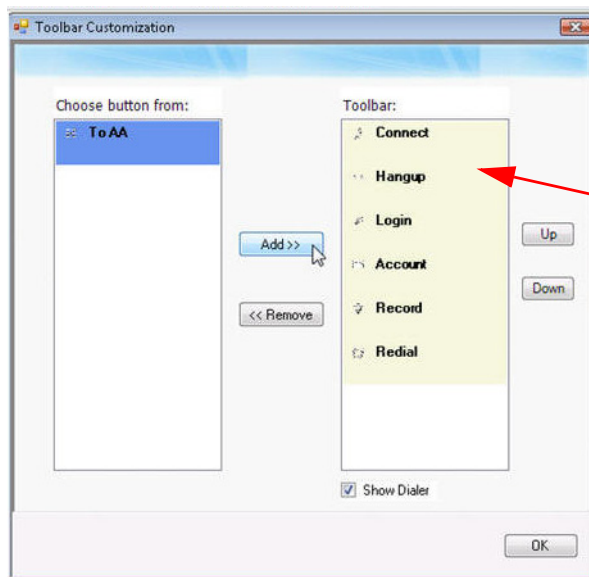 Toolbar Customization
Choose button from:
To AA
Add >>
<< Remove
Toolbar:
Connect
Hangup
Login
Account
Record
Redial
Up
Down
Show Dialer
OK